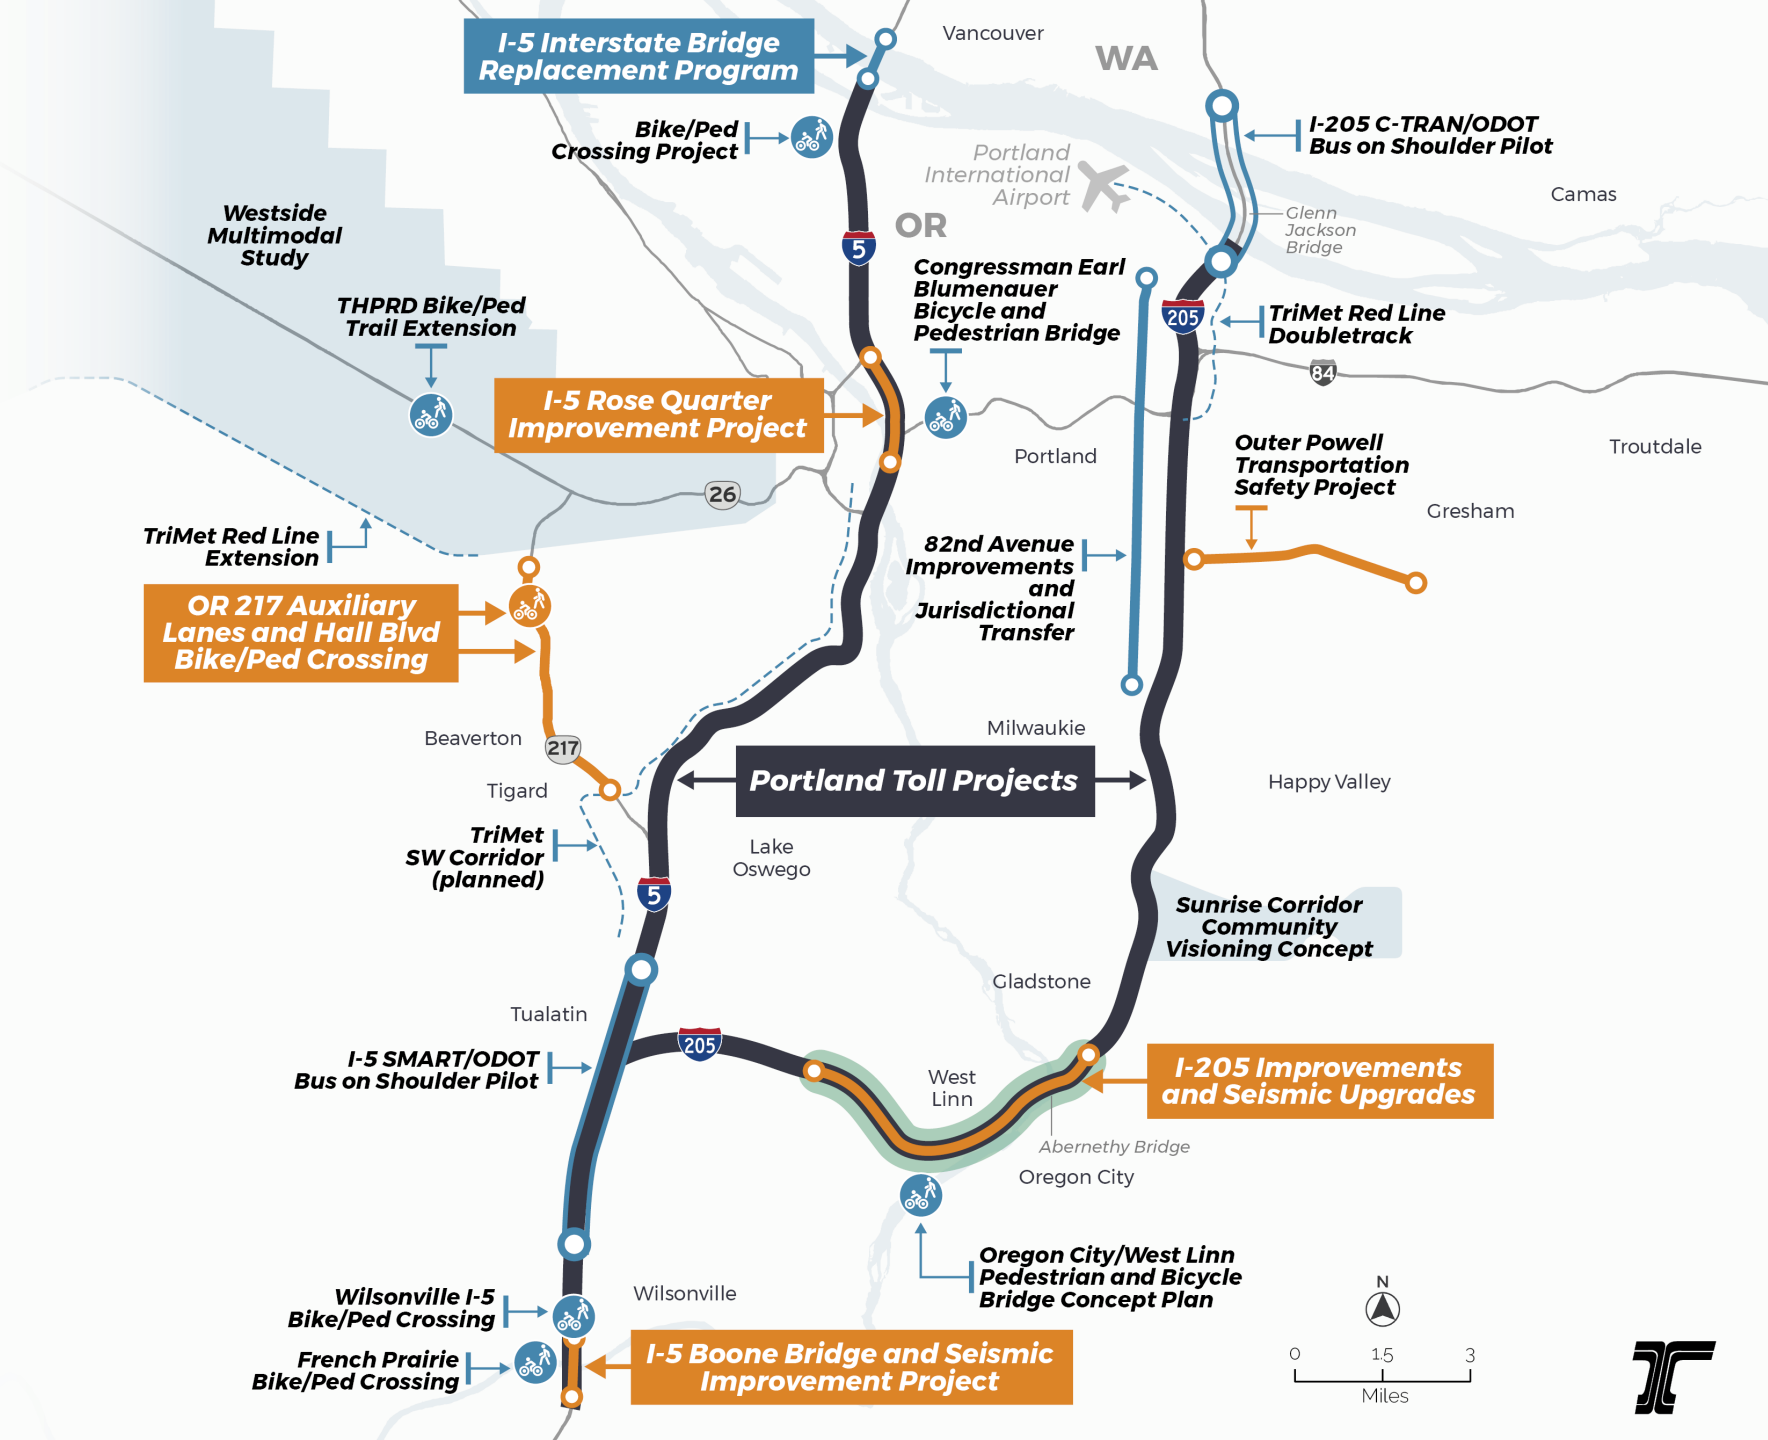 Vancouver
WA
I-5 Interstate Bridge
Replacement Program
Bike/Ped
Crossing Project
I-205 C-TRAN/ODOT
Bus on Shoulder Pilot
Portland
International
Airport
Camas
Westside
Multimodal
Study
OR
5
Glenn
Jackson
Bridge
Congressman Earl
Blumenauer
Bicycle and
Pedestrian Bridge
THPRD Bike/Ped
Trail Extension
205
TriMet Red Line
Doubletrack
84
I-5 Rose Quarter
Improvement Project
Portland
Outer Powell
Transportation
Safety Project
Troutdale
26
Gresham
TriMet Red Line
Extension
82nd Avenue
Improvements
and
Jurisdictional
Transfer
OR 217 Auxiliary
Lanes and Hall Blvd
Bike/Ped Crossing
Beaverton
217
Milwaukie
Portland Toll Projects
Happy Valley
Tigard
TriMet
SW Corridor
(planned)
Lake
Oswego
5
Sunrise Corridor
Community
Visioning Concept
Gladstone
Tualatin
205
I-5 SMART/ODOT
Bus on Shoulder Pilot
West
Linn
I-205 Improvements
and Seismic Upgrades
Abernethy Bridge
Oregon City
Oregon City/West Linn
Pedestrian and Bicycle
Bridge Concept Plan
Wilsonville I-5
Bike/Ped Crossing
Wilsonville
French Prairie
Bike/Ped Crossing
I-5 Boone Bridge and Seismic
Improvement Project
N
0 1.5 3
Miles